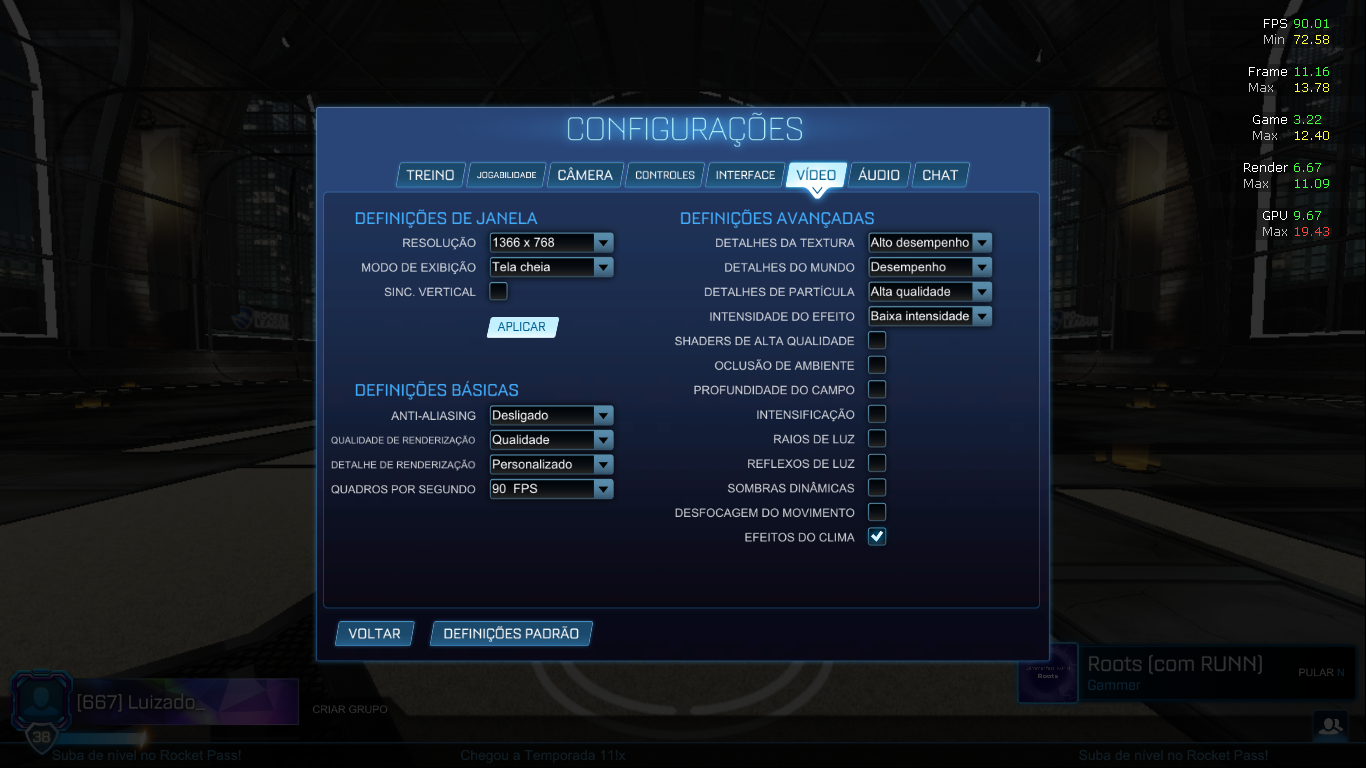 FPS 90.01
Min 72.58
Frame 11.16
Max 13.78
Game 3.22
Max 12.40
Render 6.67
Max 11.09
GPU 9.67
Max 19.43
CONFIGURAÇÕES
TREINO JOGABILIDADE CÂMERA CONTROLES INTERFACE VÍDEO ÁUDIO CHAT
DEFINIÇÕES DE JANELA
RESOLUÇÃO 1366 x 768
MODO DE EXIBIÇÃO Tela cheia
SINC. VERTICAL
APLICAR
DEFINIÇÕES BÁSICAS
ANTI-ALIASING Desligado
QUALIDADE DE RENDERIZAÇÃO Qualidade
DETALHE DE RENDERIZAÇÃO Personalizado
QUADROS POR SEGUNDO 90 FPS
DEFINIÇÕES AVANÇADAS
DETALHES DA TEXTURA Alto desempenho
DETALHES DO MUNDO Desempenho
DETALHES DE PARTÍCULA Alta qualidade
INTENSIDADE DO EFEITO Baixa intensidade
SHADERS DE ALTA QUALIDADE
OCLUSÃO DE AMBIENTE
PROFUNDIDADE DO CAMPO
INTENSIFICAÇÃO
RAIOS DE LUZ
REFLEXOS DE LUZ
SOMBRAS DINÂMICAS
DESFOCAGEM DO MOVIMENTO
EFEITOS DO CLIMA
VOLTAR DEFINIÇÕES PADRÃO
[667] Luizado_
38
CRIAR GRUPO
Roots
Roots (com RUNN)
Gammer
PULAR N
Suba de nível no Rocket Pass! Chegou a Temporada 11!x Suba de nível no Rocket Pass!